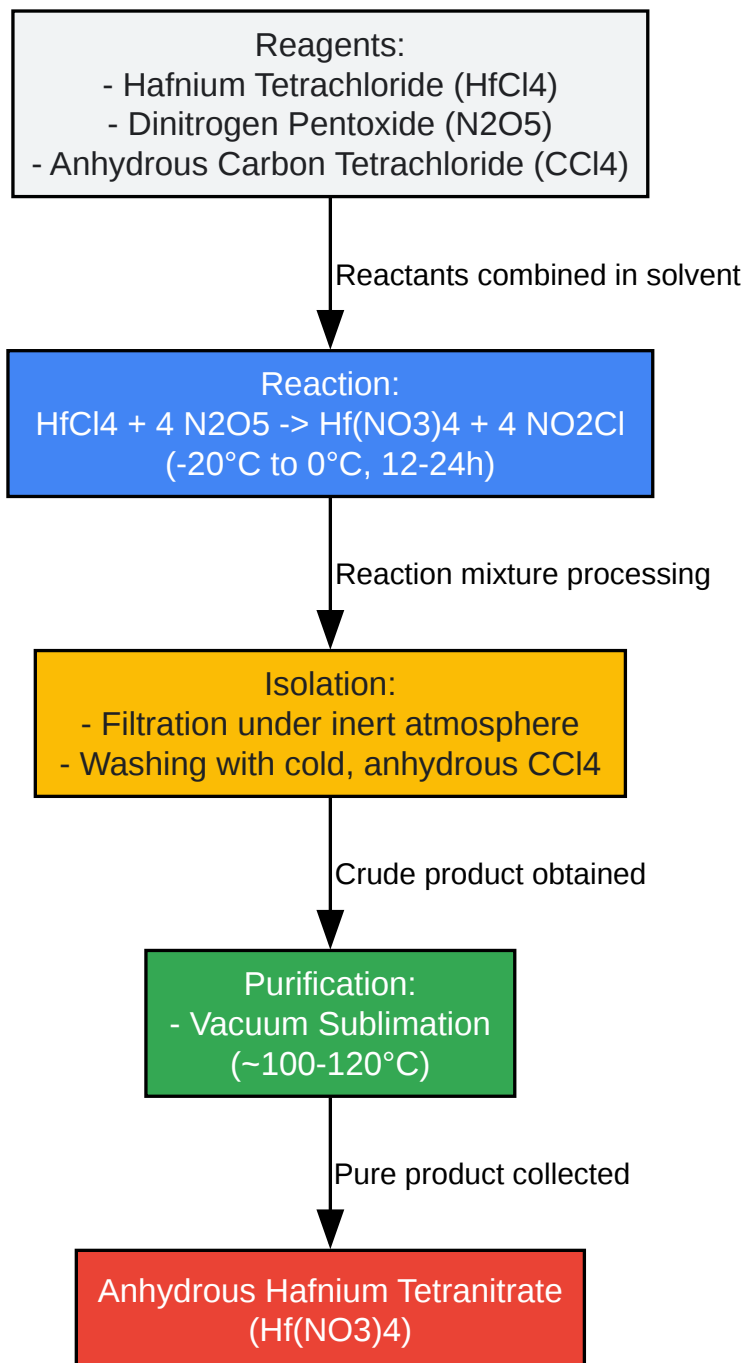 Reagents:
- Hafnium Tetrachloride (HfCl4)
- Dinitrogen Pentoxide (N2O5)
- Anhydrous Carbon Tetrachloride (CCl4)
Reactants combined in solvent
Reaction:
HfCl4 + 4 N2O5 -> Hf(NO3)4 + 4 NO2Cl
(-20°C to 0°C, 12-24h)
Reaction mixture processing
Isolation:
- Filtration under inert atmosphere
- Washing with cold, anhydrous CCl4
Crude product obtained
Purification:
- Vacuum Sublimation
(~100-120°C)
Pure product collected
Anhydrous Hafnium Tetranitrate
(Hf(NO3)4)